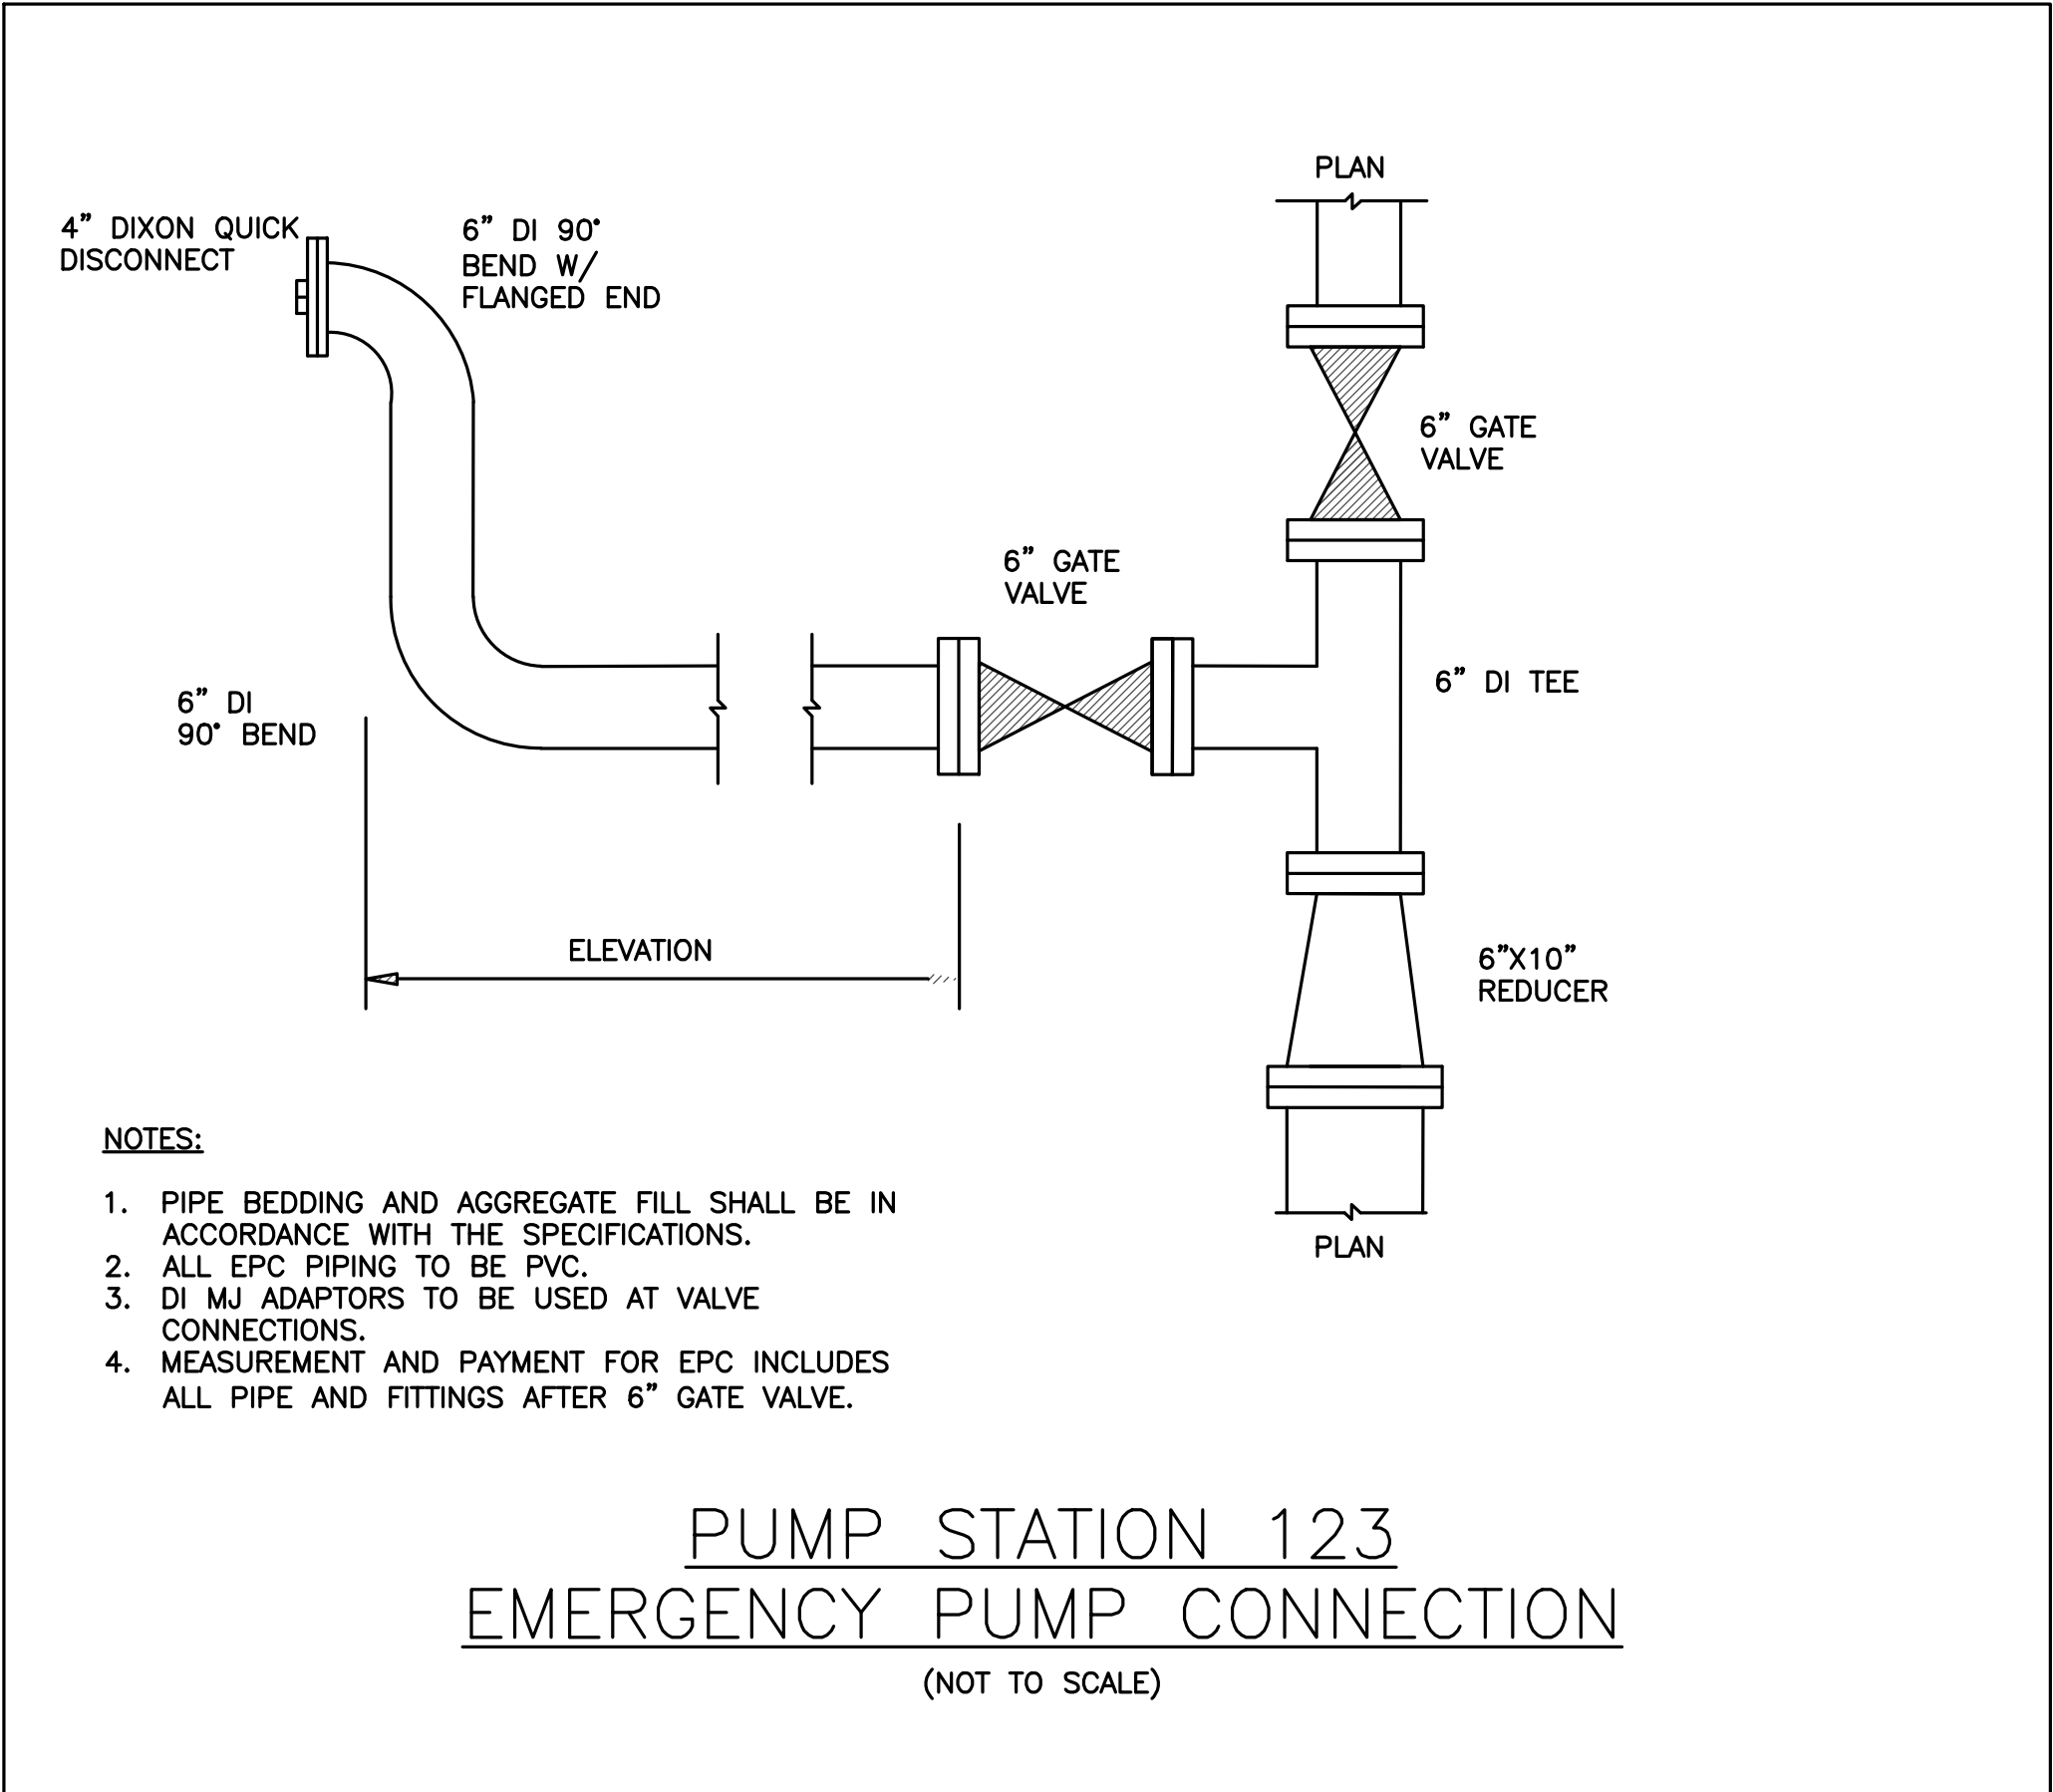 PLAN
4” DIXON QUICK
DISCONNECT
6” DI 90°
BEND W/
FLANGED END
6” GATE
VALVE
6” GATE
VALVE
6” DI TEE
6” DI
90° BEND
ELEVATION
6”X10”
REDUCER
PLAN
NOTES:
1. PIPE BEDDING AND AGGREGATE FILL SHALL BE IN
ACCORDANCE WITH THE SPECIFICATIONS.
2. ALL EPC PIPING TO BE PVC.
3. DI MJ ADAPTORS TO BE USED AT VALVE
CONNECTIONS.
4. MEASUREMENT AND PAYMENT FOR EPC INCLUDES
ALL PIPE AND FITTINGS AFTER 6” GATE VALVE.
PUMP STATION 123
EMERGENCY PUMP CONNECTION
(NOT TO SCALE)